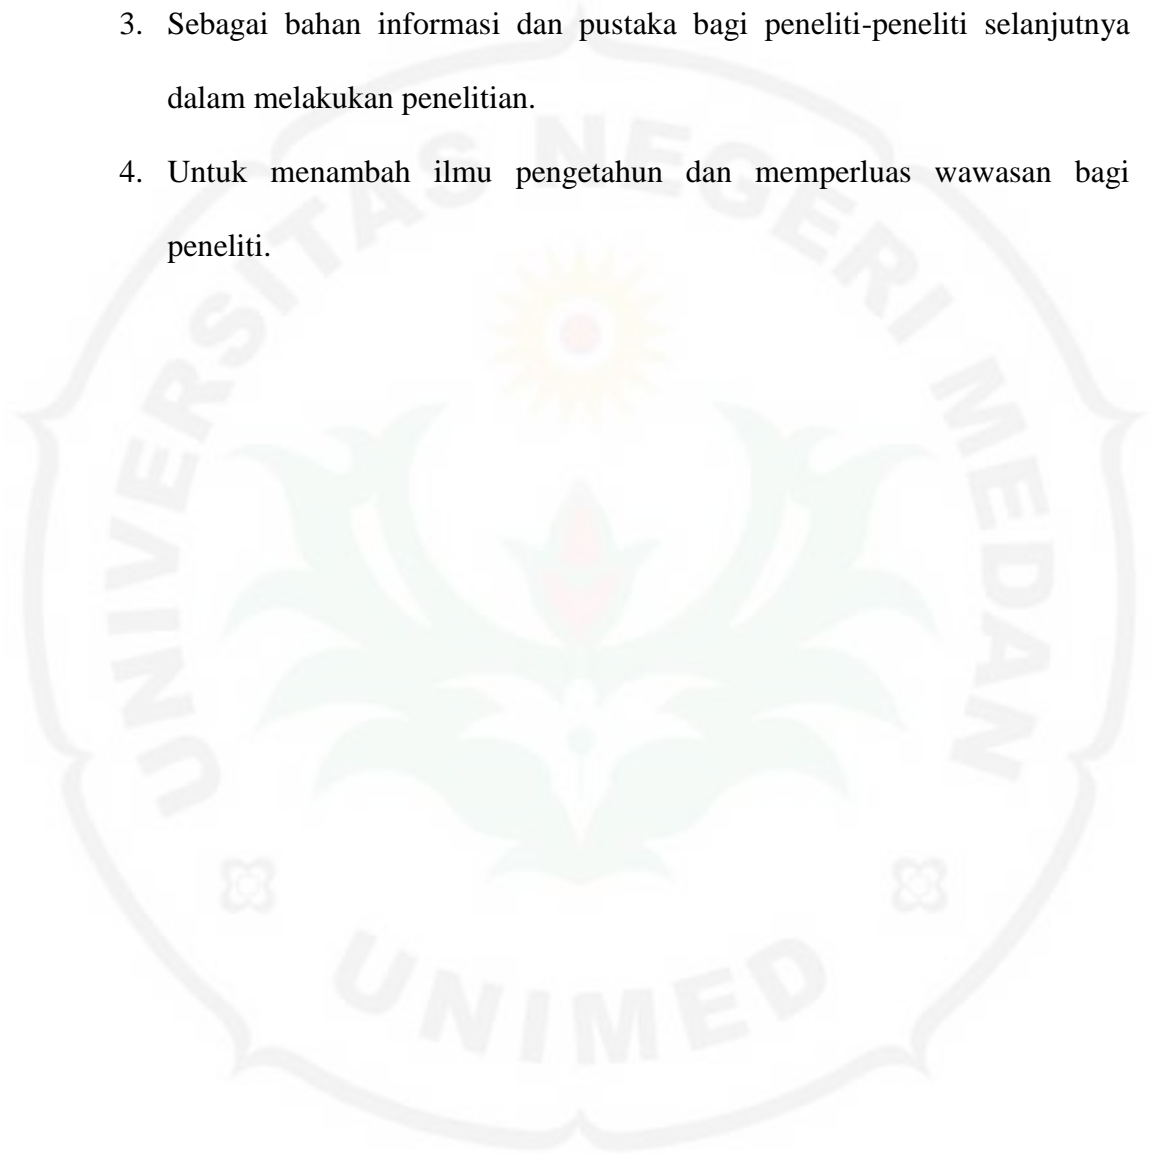 3. Sebagai bahan informasi dan pustaka bagi peneliti-peneliti selanjutnya
dalam melakukan penelitian.
4. Untuk menambah ilmu pengetahun dan memperluas wawasan bagi
peneliti.
UNIVERSITAS NEGERI MEDAN
UNIMED